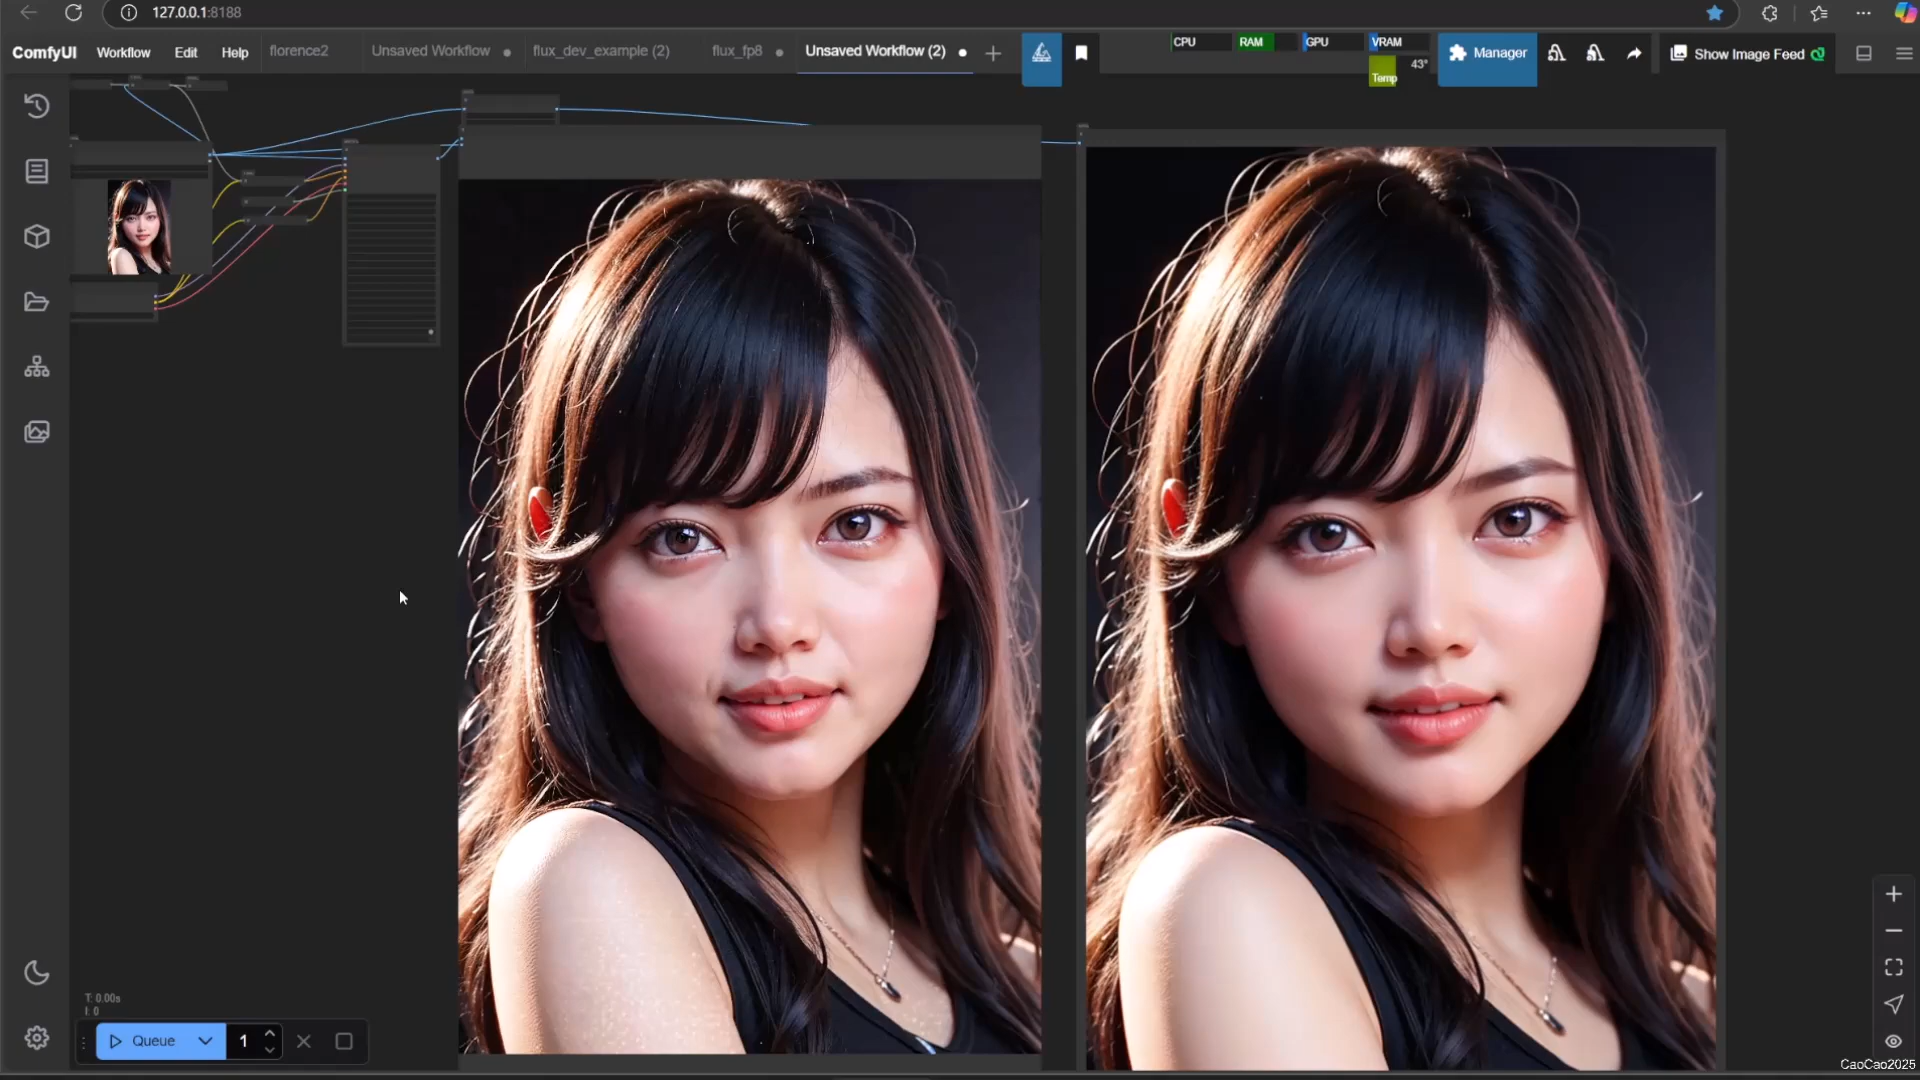 127.0.0.1:8188
ComfyUI Workflow Edit Help florence2 Unsaved Workflow flux_dev_example (2) flux_fp8 Unsaved Workflow (2) CPU RAM GPU VRAM Manager Show Image Feed
43°
Temp
T: 0.00s
I: 0
Queue 1
CaoCao2025